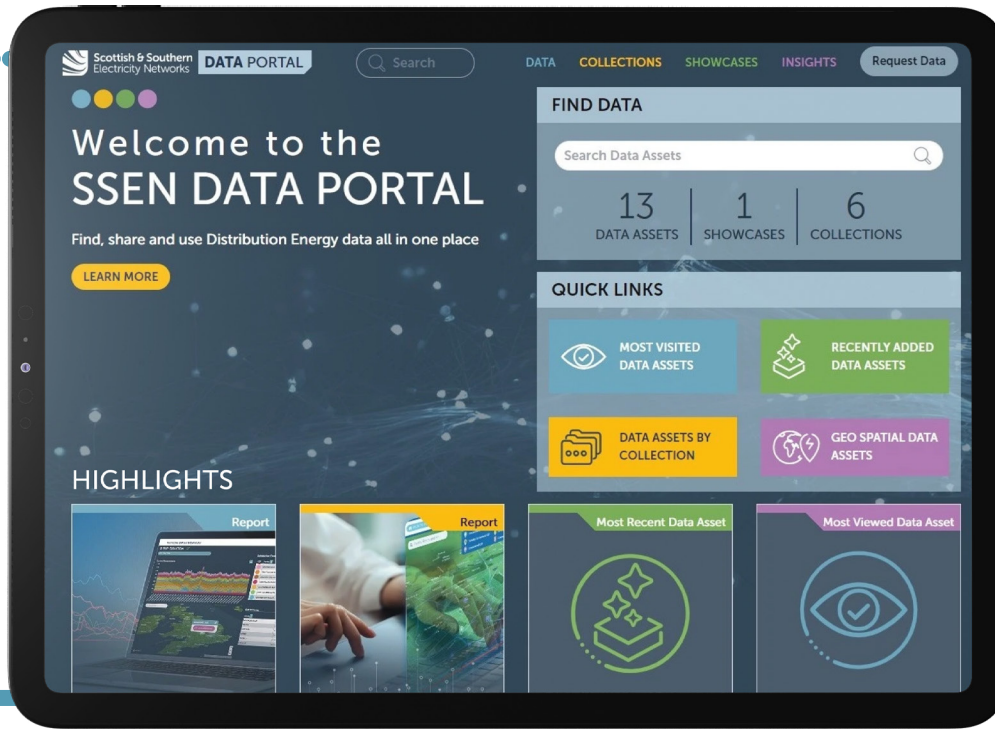 Scottish & Southern
Electricity Networks
DATA PORTAL
Search
DATA
COLLECTIONS
SHOWCASES
INSIGHTS
Request Data
Welcome to the
SSEN DATA PORTAL
Find, share and use Distribution Energy data all in one place
LEARN MORE
FIND DATA
Search Data Assets
13
DATA ASSETS
1
SHOWCASES
6
COLLECTIONS
QUICK LINKS
MOST VISITED
DATA ASSETS
RECENTLY ADDED
DATA ASSETS
DATA ASSETS BY
COLLECTION
GEO SPATIAL DATA
ASSETS
HIGHLIGHTS
Report
Report
Most Recent Data Asset
Most Viewed Data Asset